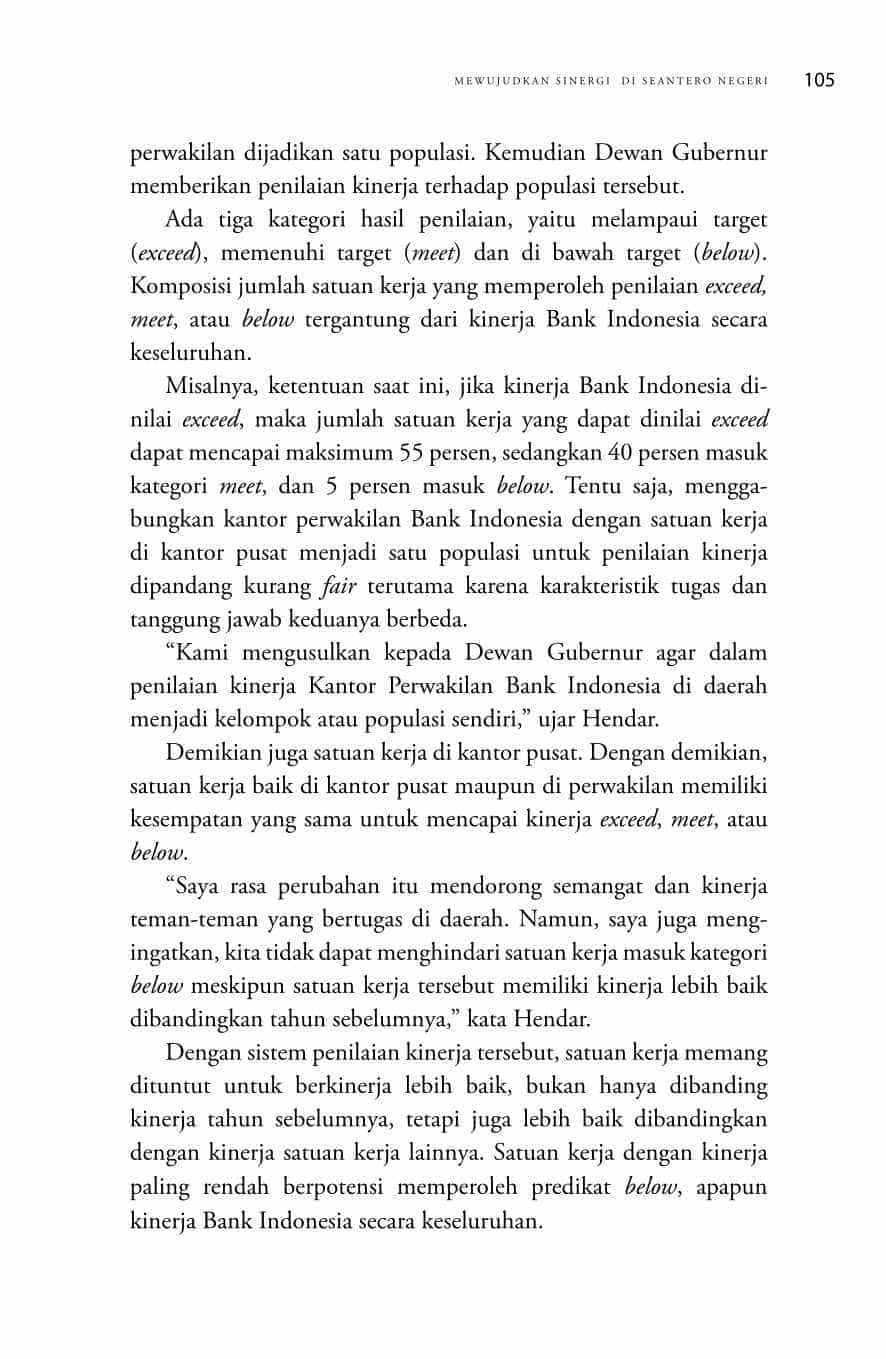 MEWUJUDKAN SINERGI DI SEANTERO NEGERI 105
perwakilan dijadikan satu populasi. Kemudian Dewan Gubernur
memberikan penilaian kinerja terhadap populasi tersebut.
Ada tiga kategori hasil penilaian, yaitu melampaui target
(exceed), memenuhi target (meet) dan di bawah target (below).
Komposisi jumlah satuan kerja yang memperoleh penilaian exceed,
meet, atau below tergantung dari kinerja Bank Indonesia secara
keseluruhan.
Misalnya, ketentuan saat ini, jika kinerja Bank Indonesia di-
nilai exceed, maka jumlah satuan kerja yang dapat dinilai exceed
dapat mencapai maksimum 55 persen, sedangkan 40 persen masuk
kategori meet, dan 5 persen masuk below. Tentu saja, mengga-
bungkan kantor perwakilan Bank Indonesia dengan satuan kerja
di kantor pusat menjadi satu populasi untuk penilaian kinerja
dipandang kurang fair terutama karena karakteristik tugas dan
tanggung jawab keduanya berbeda.
“Kami mengusulkan kepada Dewan Gubernur agar dalam
penilaian kinerja Kantor Perwakilan Bank Indonesia di daerah
menjadi kelompok atau populasi sendiri,” ujar Hendar.
Demikian juga satuan kerja di kantor pusat. Dengan demikian,
satuan kerja baik di kantor pusat maupun di perwakilan memiliki
kesempatan yang sama untuk mencapai kinerja exceed, meet, atau
below.
“Saya rasa perubahan itu mendorong semangat dan kinerja
teman-teman yang bertugas di daerah. Namun, saya juga meng-
ingatkan, kita tidak dapat menghindari satuan kerja masuk kategori
below meskipun satuan kerja tersebut memiliki kinerja lebih baik
dibandingkan tahun sebelumnya,” kata Hendar.
Dengan sistem penilaian kinerja tersebut, satuan kerja memang
dituntut untuk berkinerja lebih baik, bukan hanya dibanding
kinerja tahun sebelumnya, tetapi juga lebih baik dibandingkan
dengan kinerja satuan kerja lainnya. Satuan kerja dengan kinerja
paling rendah berpotensi memperoleh predikat below, apapun
kinerja Bank Indonesia secara keseluruhan.